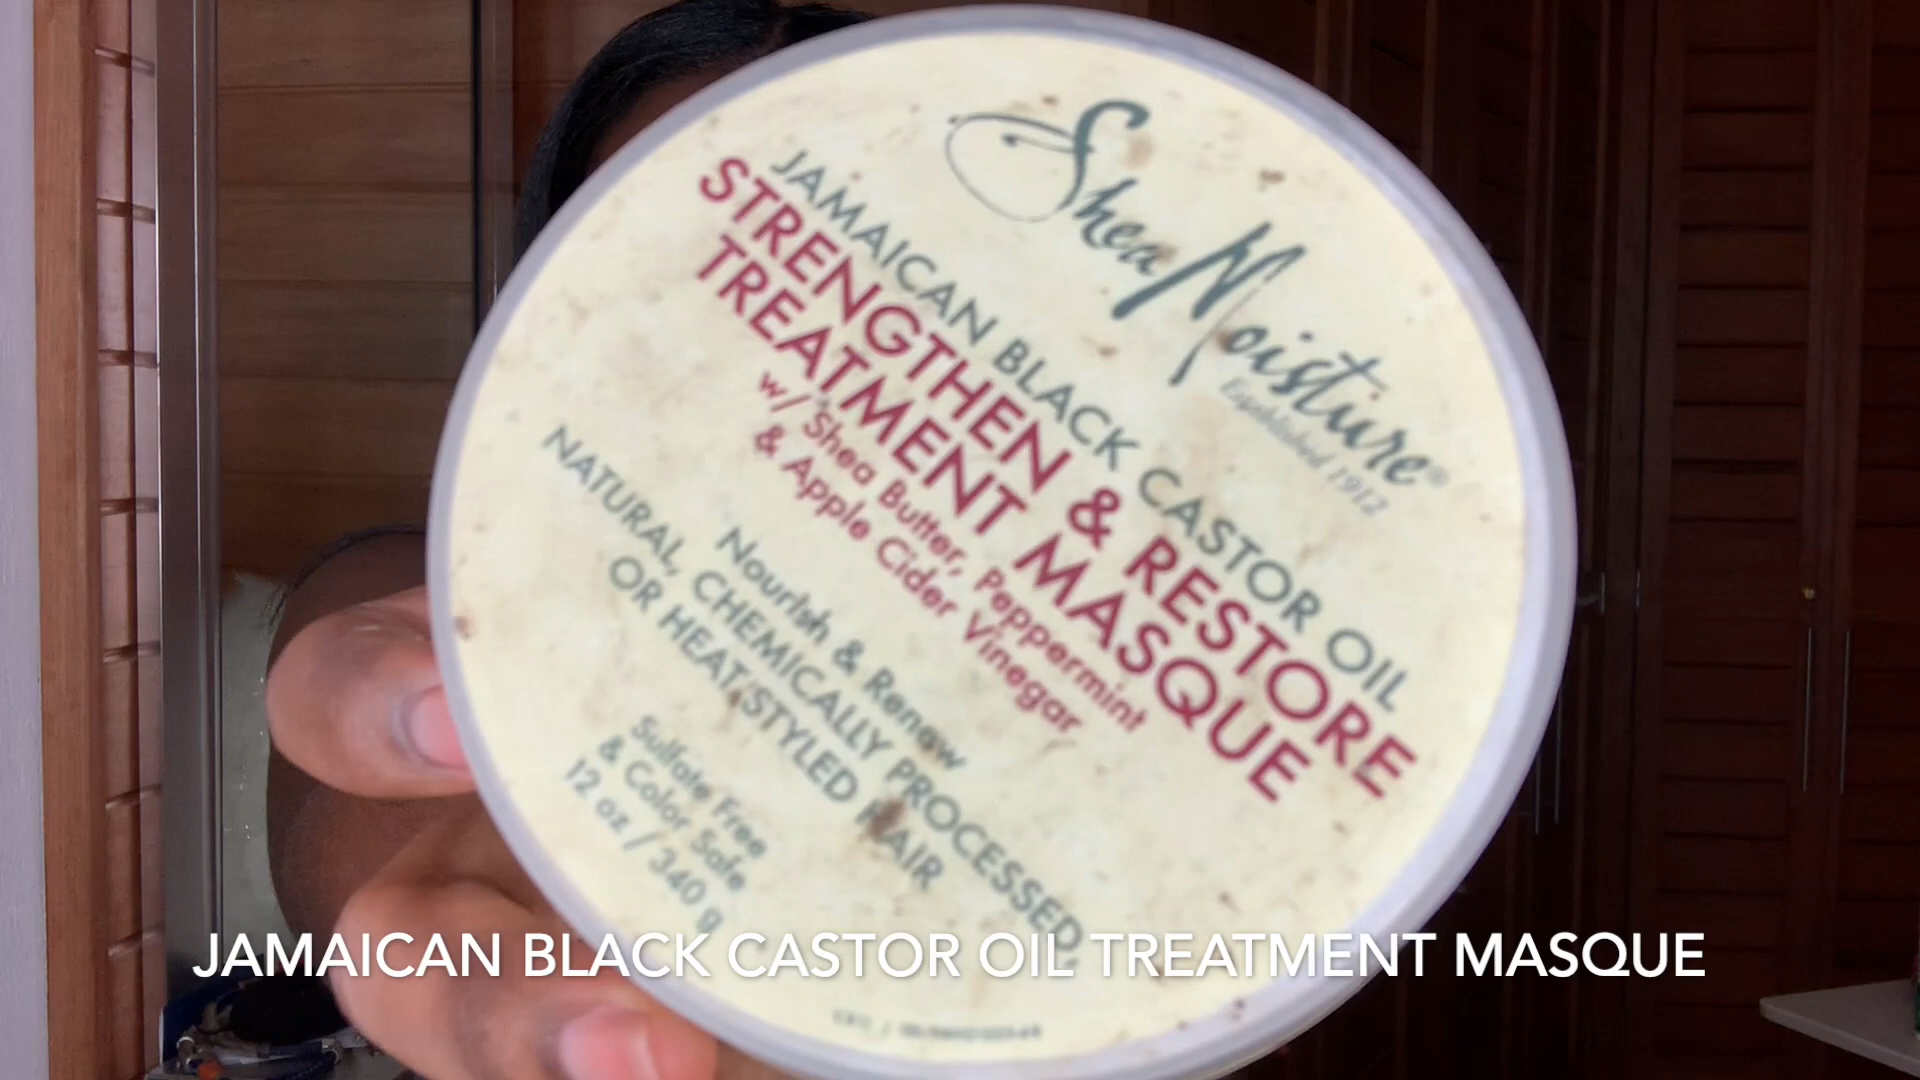 SheaMoisture®
Established 1912
JAMAICAN BLACK CASTOR OIL
STRENGTHEN & RESTORE
TREATMENT MASQUE
w/ Shea Butter, Peppermint
& Apple Cider Vinegar
Nourish & Renew
NATURAL, CHEMICALLY PROCESSED,
OR HEAT STYLED HAIR
Sulfate Free
& Color Safe
12 oz / 340 g
JAMAICAN BLACK CASTOR OIL TREATMENT MASQUE